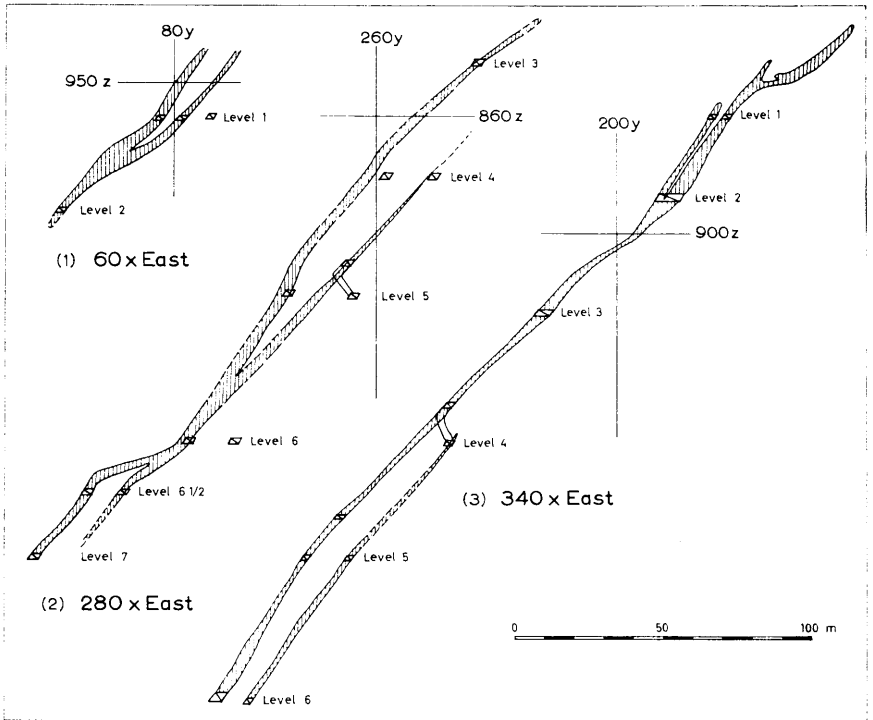 80y
950 z
Level 1
Level 2
(1) 60 x East
260y
Level 3
860 z
Level 4
Level 5
Level 6
Level 6 1/2
Level 7
(2) 280 x East
200y
Level 1
Level 2
900 z
Level 3
Level 4
(3) 340 x East
Level 5
Level 6
0 50 100 m